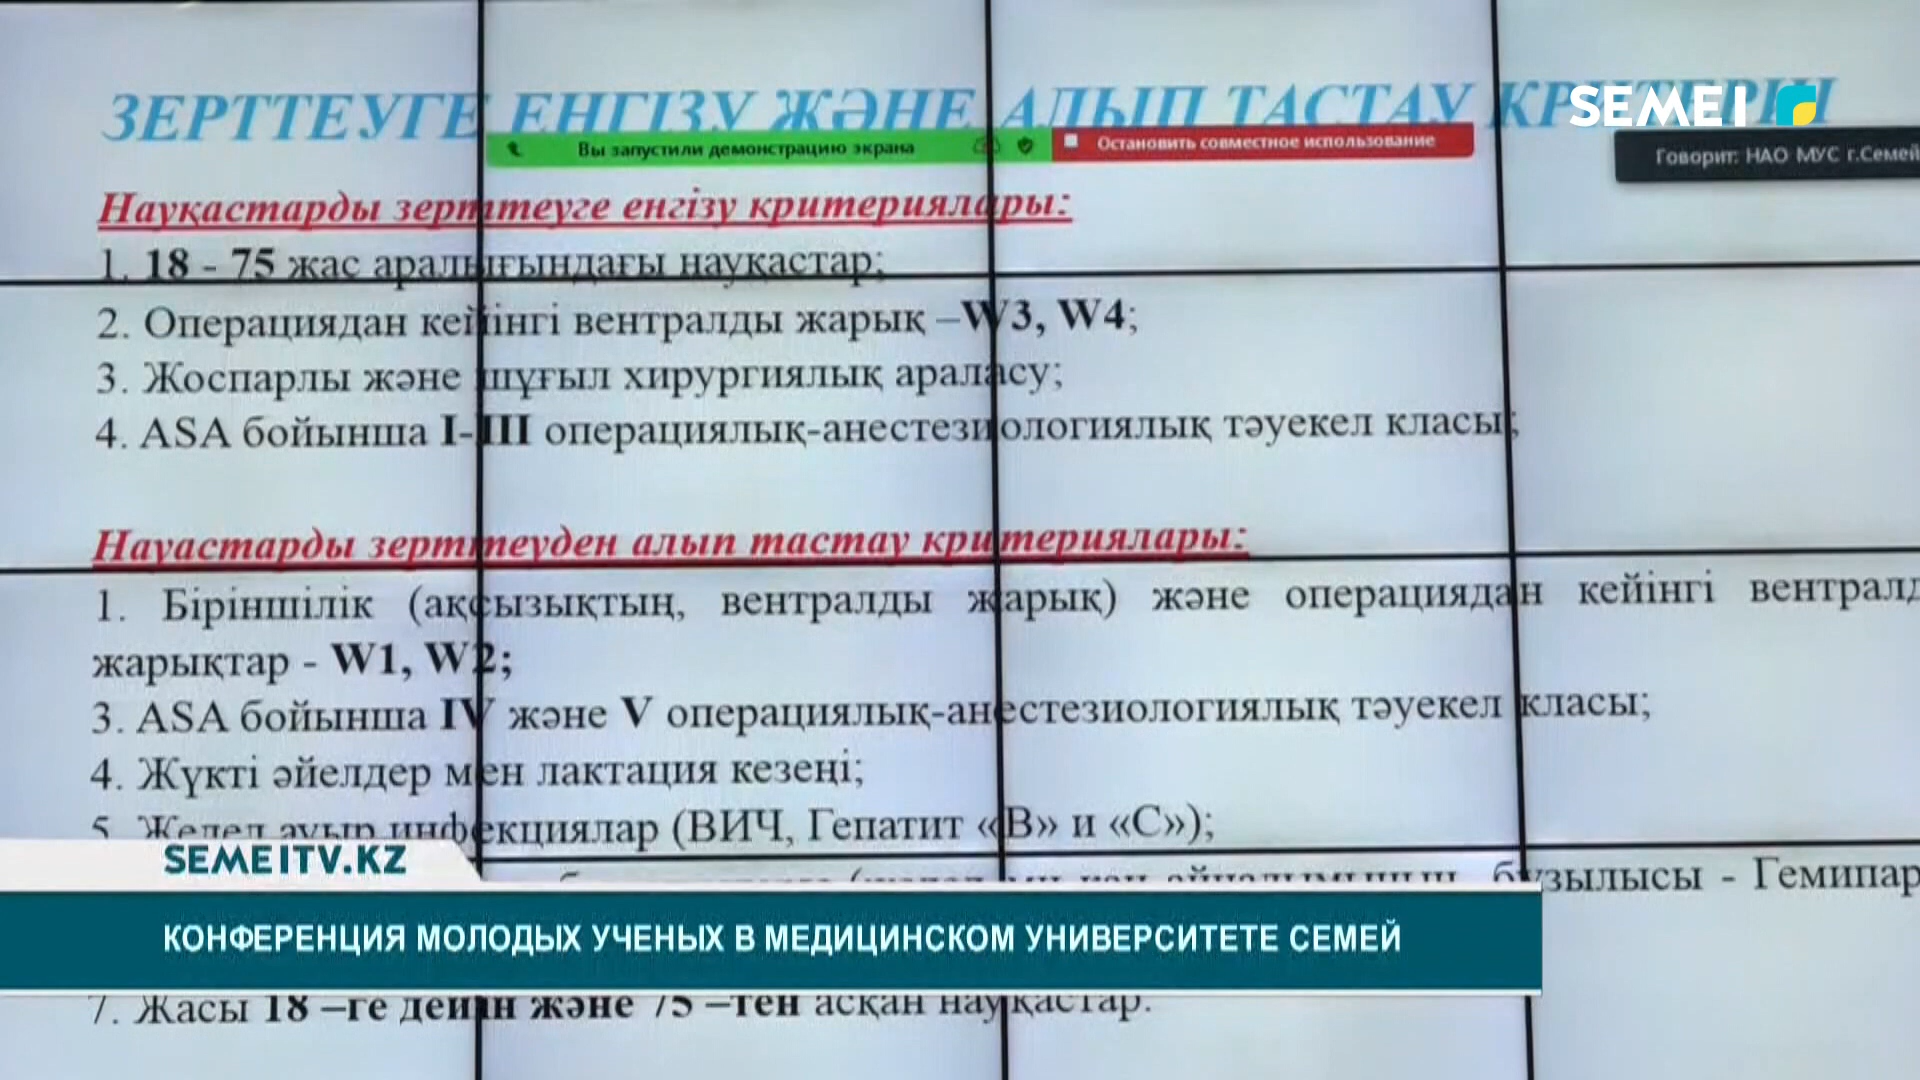 ЗЕРТТЕУГЕ ЕНГІЗУ ЖӘНЕ АЛЫП ТАСТАУ
SEMEI
Вы запустили демонстрацию экрана
Остановить совместное использование
Говорит: НАО МУС г.Семей
Науқастарды зерттеуге енгізу критериялары:
1. 18 - 75 жас аралығындағы науқастар;
2. Операциядан кейінгі вентралды жарық –W3, W4;
3. Жоспарлы және шұғыл хирургиялық араласу;
4. ASA бойынша I-III операциялық-анестезиологиялық тәуекел класы;
Науастарды зерттеуден алып тастау критериялары:
1. Біріншілік (ақсызықтың, вентралды жарық) және операциядан кейінгі вентралд
жарықтар - W1, W2;
3. ASA бойынша IV және V операциялық-анестезиологиялық тәуекел класы;
4. Жүкті әйелдер мен лактация кезеңі;
5. Жедел ауыр инфекциялар (ВИЧ, Гепатит «В» и «С»);
бұзылысы - Гемипар
SEMEITV.KZ
КОНФЕРЕНЦИЯ МОЛОДЫХ УЧЕНЫХ В МЕДИЦИНСКОМ УНИВЕРСИТЕТЕ СЕМЕЙ
7. Жасы 18 –ге дейін және 75 –тен асқан науқастар.